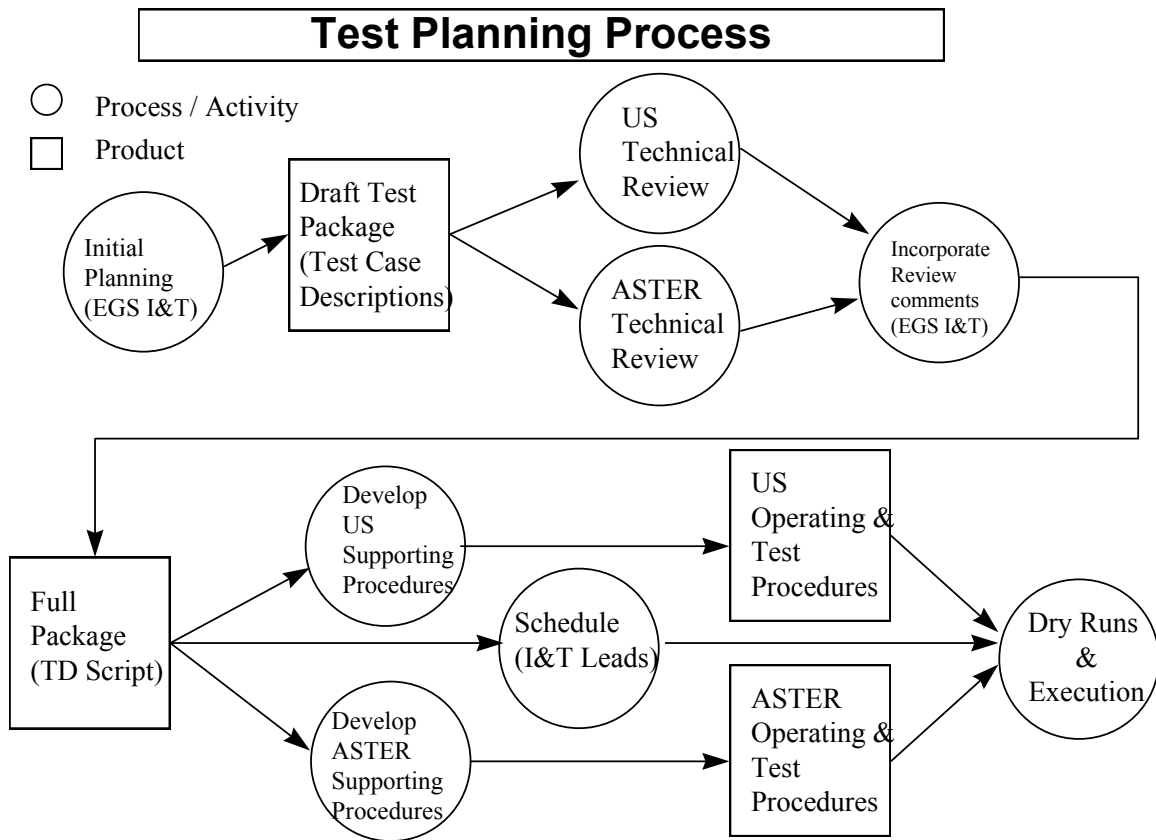 Test Planning Process
Process / Activity
Product
Initial
Planning
(EGS I&T)
Draft Test
Package
(Test Case
Descriptions)
US
Technical
Review
ASTER
Technical
Review
Incorporate
Review
comments
(EGS I&T)
Full
Package
(TD Script)
Develop
US
Supporting
Procedures
Schedule
(I&T Leads)
Develop
ASTER
Supporting
Procedures
US
Operating &
Test
Procedures
ASTER
Operating &
Test
Procedures
Dry Runs
&
Execution